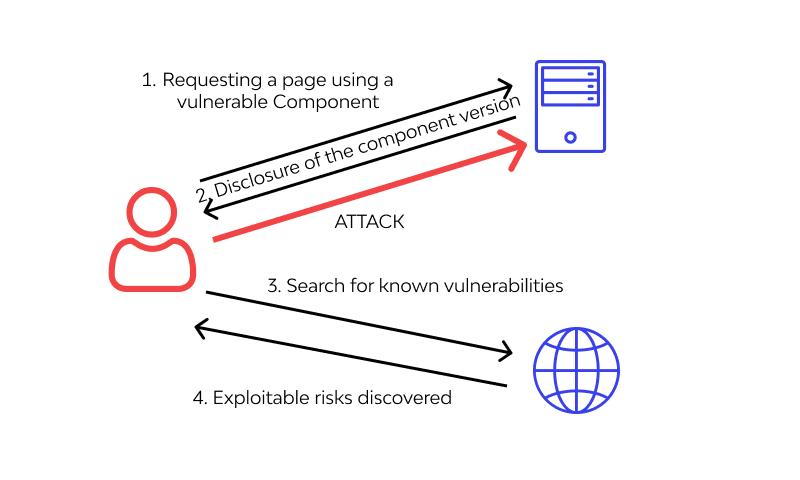 1. Requesting a page using a
vulnerable Component
2. Disclosure of the component version
ATTACK
3. Search for known vulnerabilities
4. Exploitable risks discovered